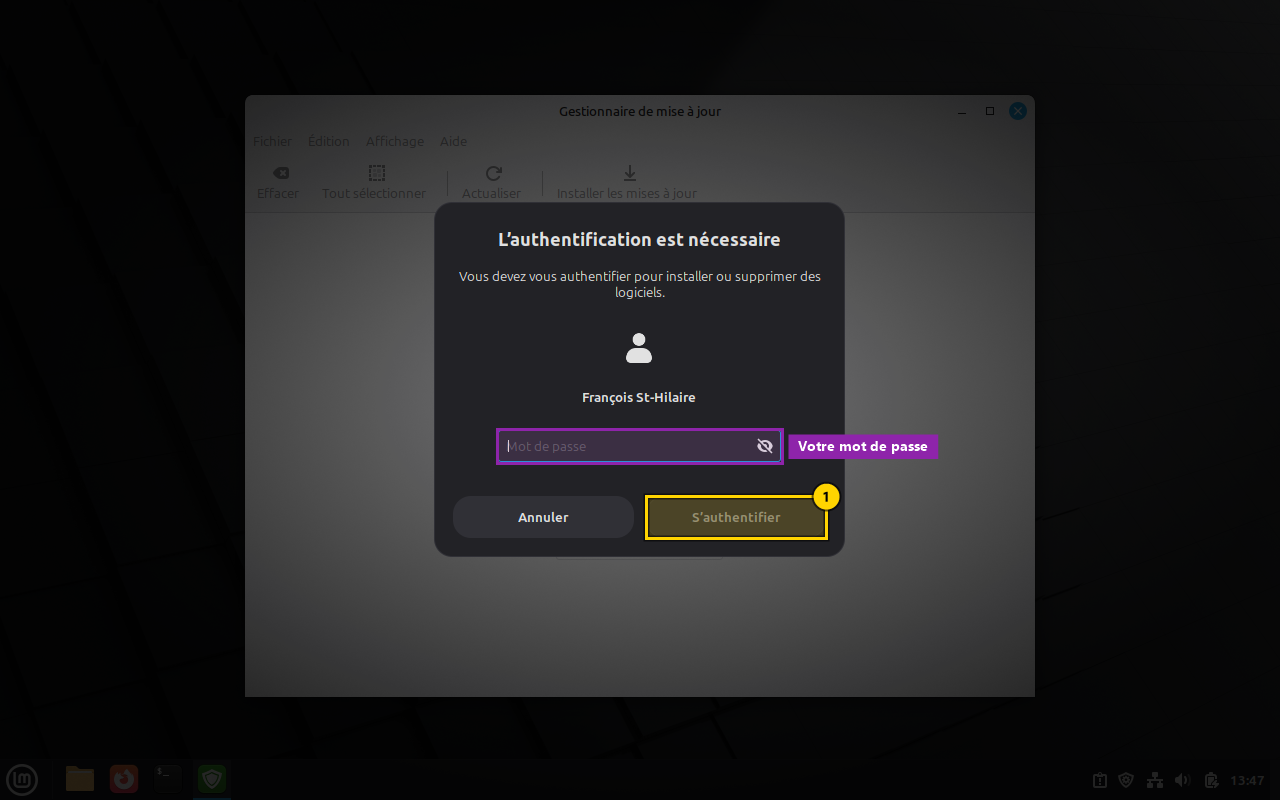 Gestionnaire de mise à jour
Fichier Édition Affichage Aide
Effacer Tout sélectionner Actualiser Installer les mises à jour
L'authentification est nécessaire
Vous devez vous authentifier pour installer ou supprimer des
logiciels.
François St-Hilaire
Mot de passe
Votre mot de passe
Annuler
S'authentifier
1
13:47